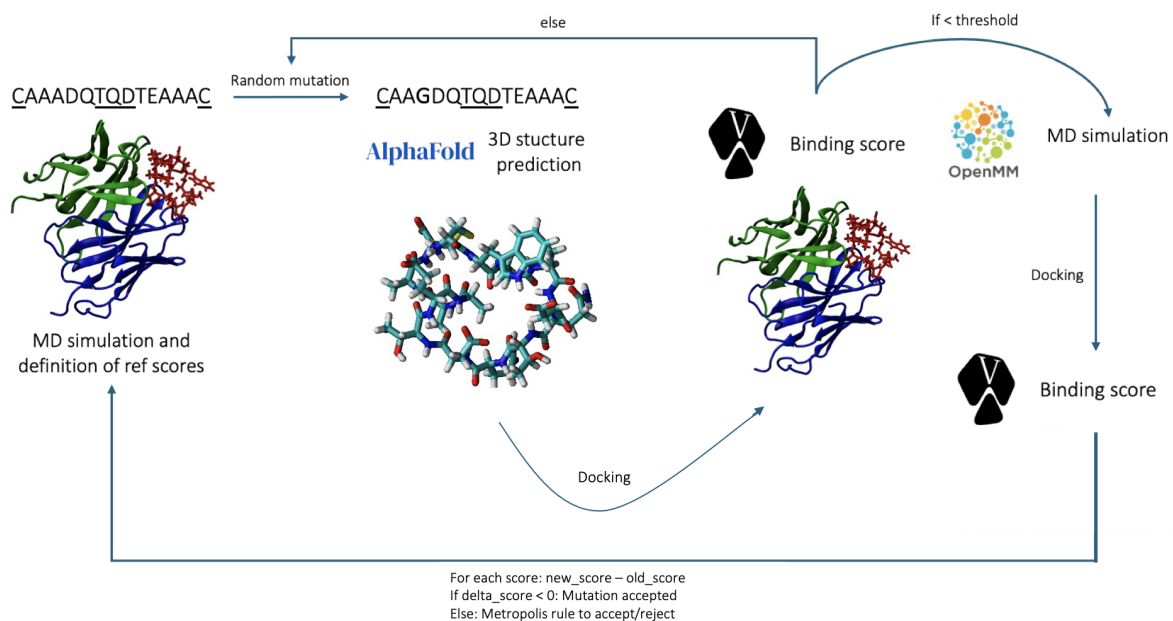 else
If < threshold
Random mutation
CAAADQTQDTEAAAC
CAAGDQTQDTEAAAC
AlphaFold
3D stucture
prediction
V
Binding score
OpenMM
MD simulation
Docking
MD simulation and
definition of ref scores
V
Binding score
Docking
For each score: new_score – old_score
If delta_score < 0: Mutation accepted
Else: Metropolis rule to accept/reject